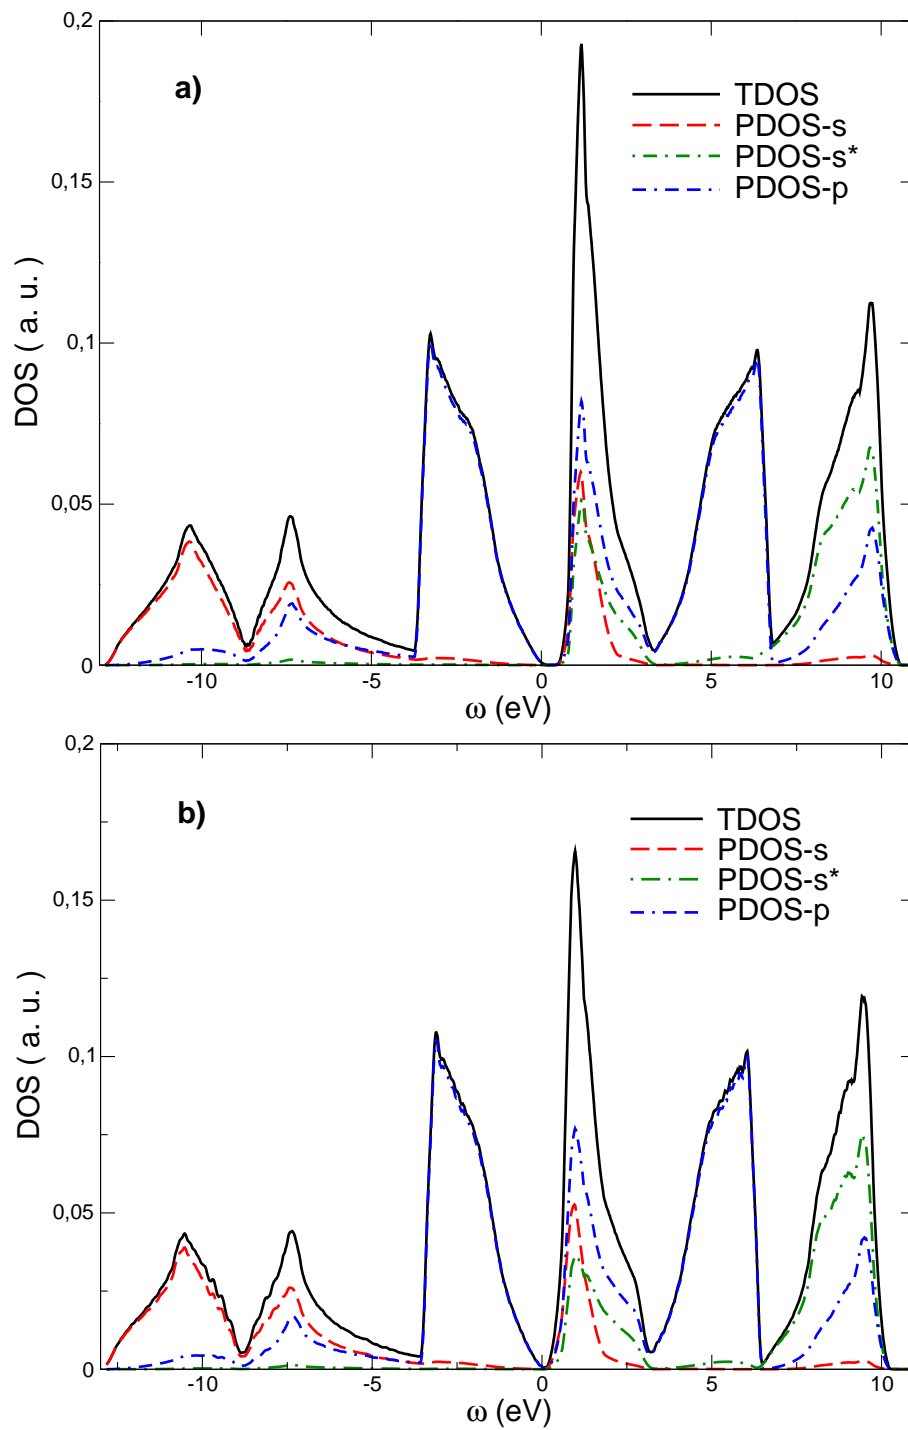 0,2
a)
TDOS
PDOS-s
PDOS-s*
PDOS-p
0,15
0,1
0,05
0
DOS ( a. u. )
-10 -5 0 5 10
ω (eV)
0,2
b)
TDOS
PDOS-s
PDOS-s*
PDOS-p
0,15
0,1
0,05
0
DOS ( a. u. )
-10 -5 0 5 10
ω (eV)